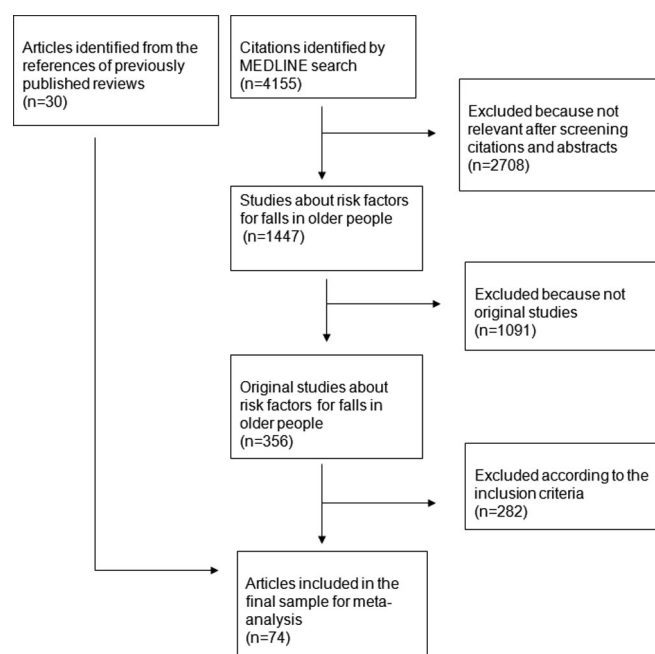 Articles identified from the
references of previously
published reviews
(n=30)
Citations identified by
MEDLINE search
(n=4155)
Excluded because not
relevant after screening
citations and abstracts
(n=2708)
Studies about risk factors
for falls in older people
(n=1447)
Excluded because not
original studies
(n=1091)
Original studies about
risk factors for falls in
older people
(n=356)
Excluded according to the
inclusion criteria
(n=282)
Articles included in the
final sample for meta-
analysis
(n=74)